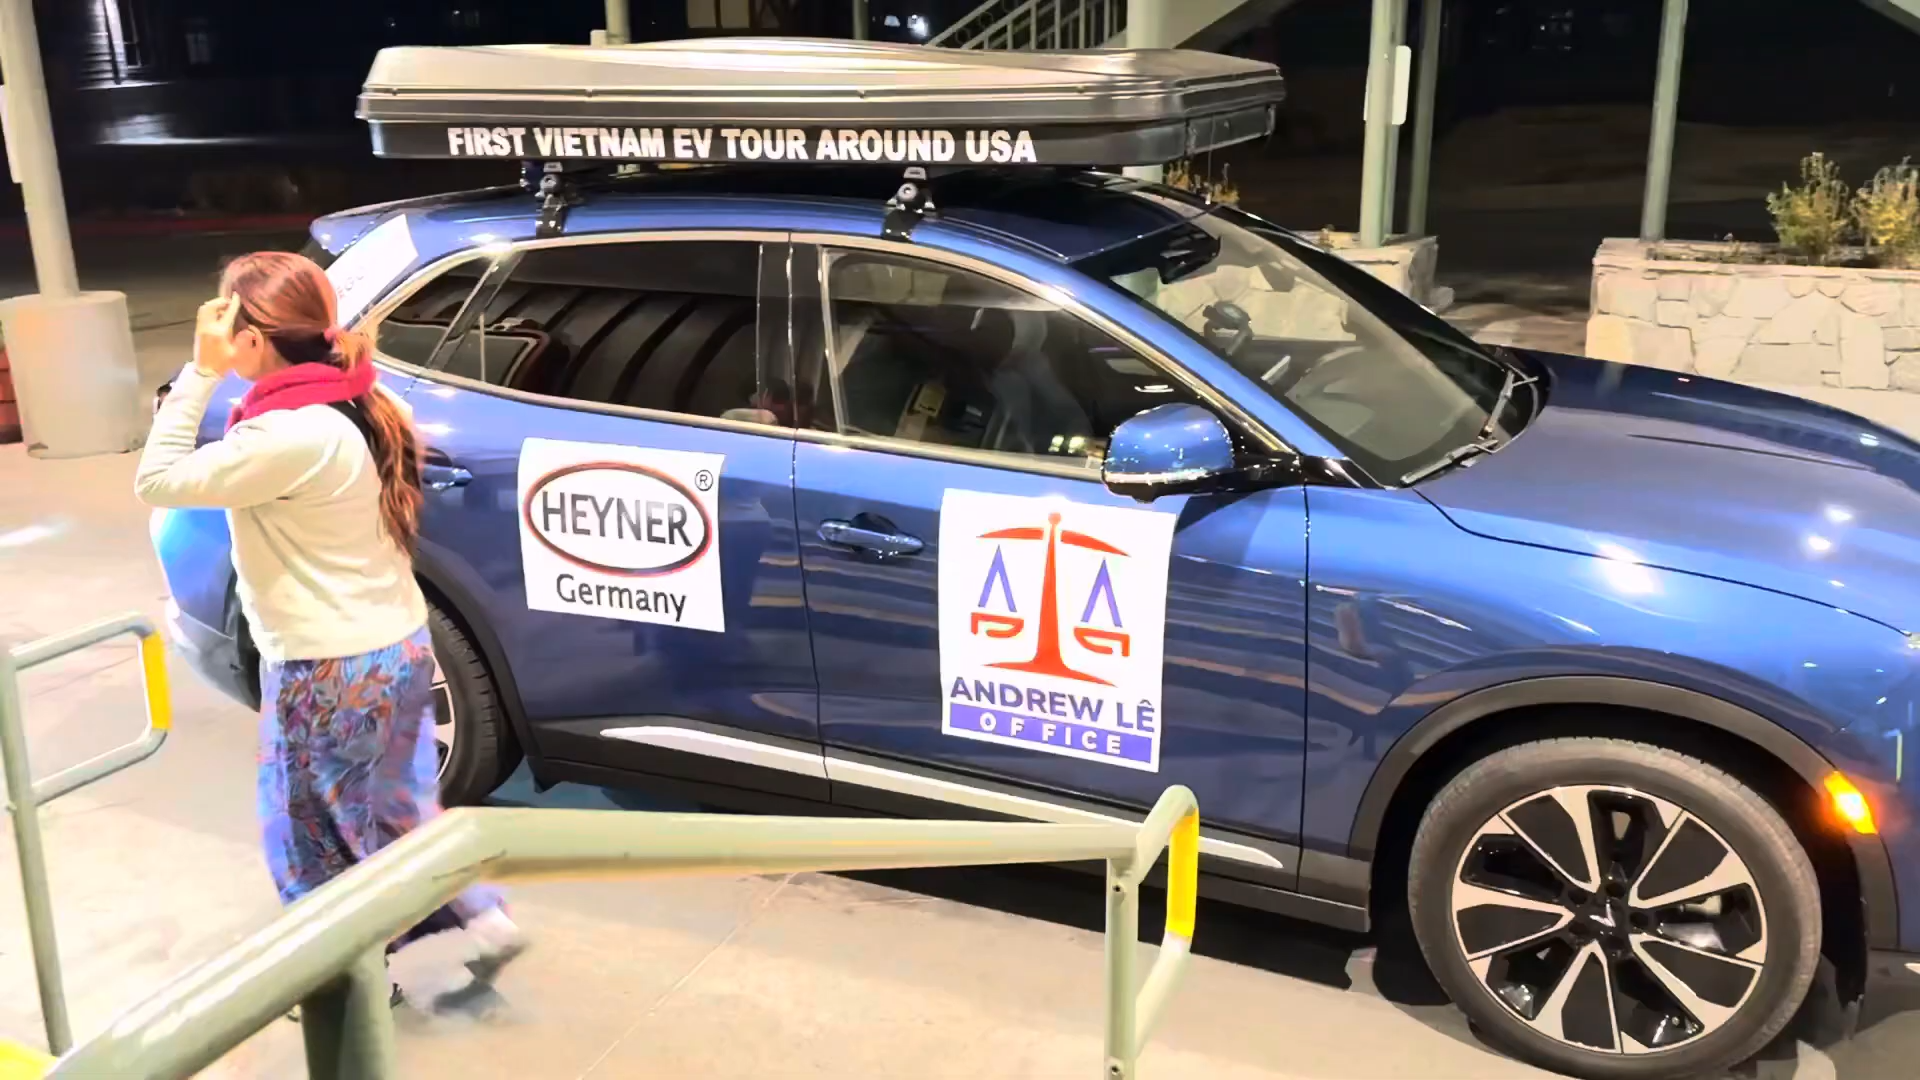 FIRST VIETNAM EV TOUR AROUND USA
HEYNER®
Germany
ANDREW LÊ
OFFICE